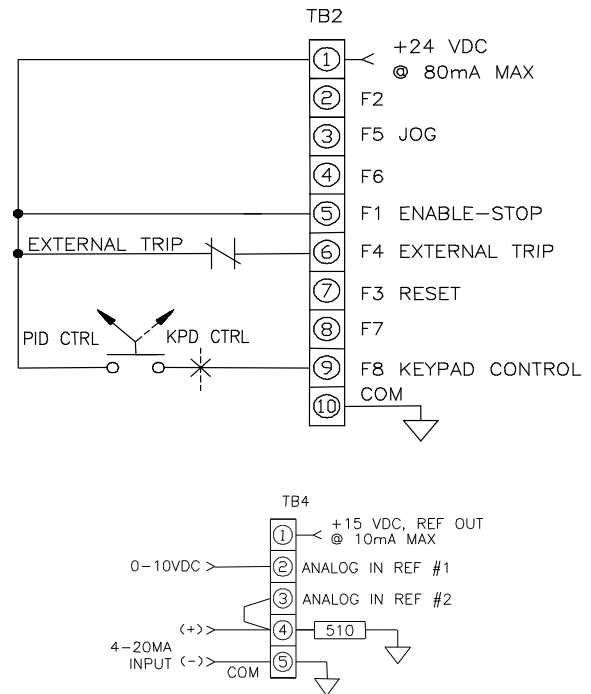 TB2
1 +24 VDC
@ 80mA MAX
2 F2
3 F5 JOG
4 F6
5 F1 ENABLE-STOP
EXTERNAL TRIP 6 F4 EXTERNAL TRIP
7 F3 RESET
8 F7
PID CTRL KPD CTRL
9 F8 KEYPAD CONTROL
10 COM
TB4
1 +15 VDC, REF OUT
@ 10mA MAX
0-10VDC 2 ANALOG IN REF #1
3 ANALOG IN REF #2
(+) 4 510
4-20MA
INPUT (-) COM 5